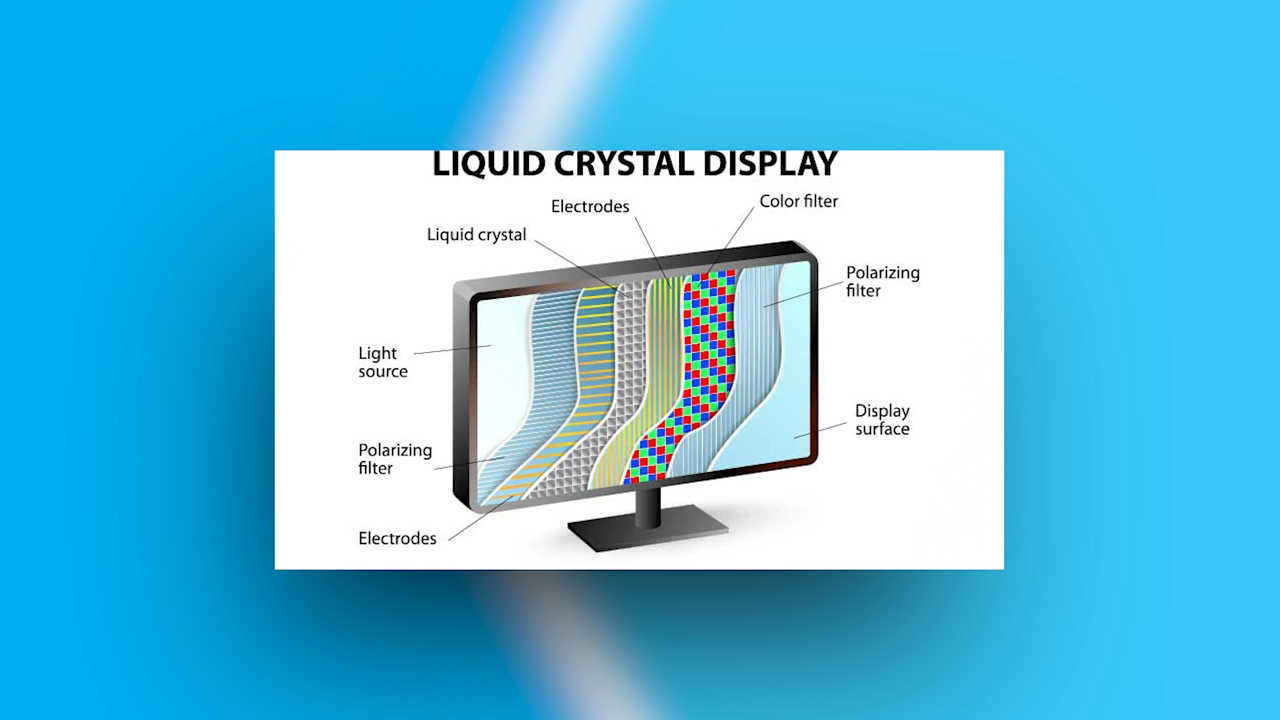 LIQUID CRYSTAL DISPLAY
Color filter
Electrodes
Liquid crystal
Polarizing
filter
Light
source
Display
surface
Polarizing
filter
Electrodes